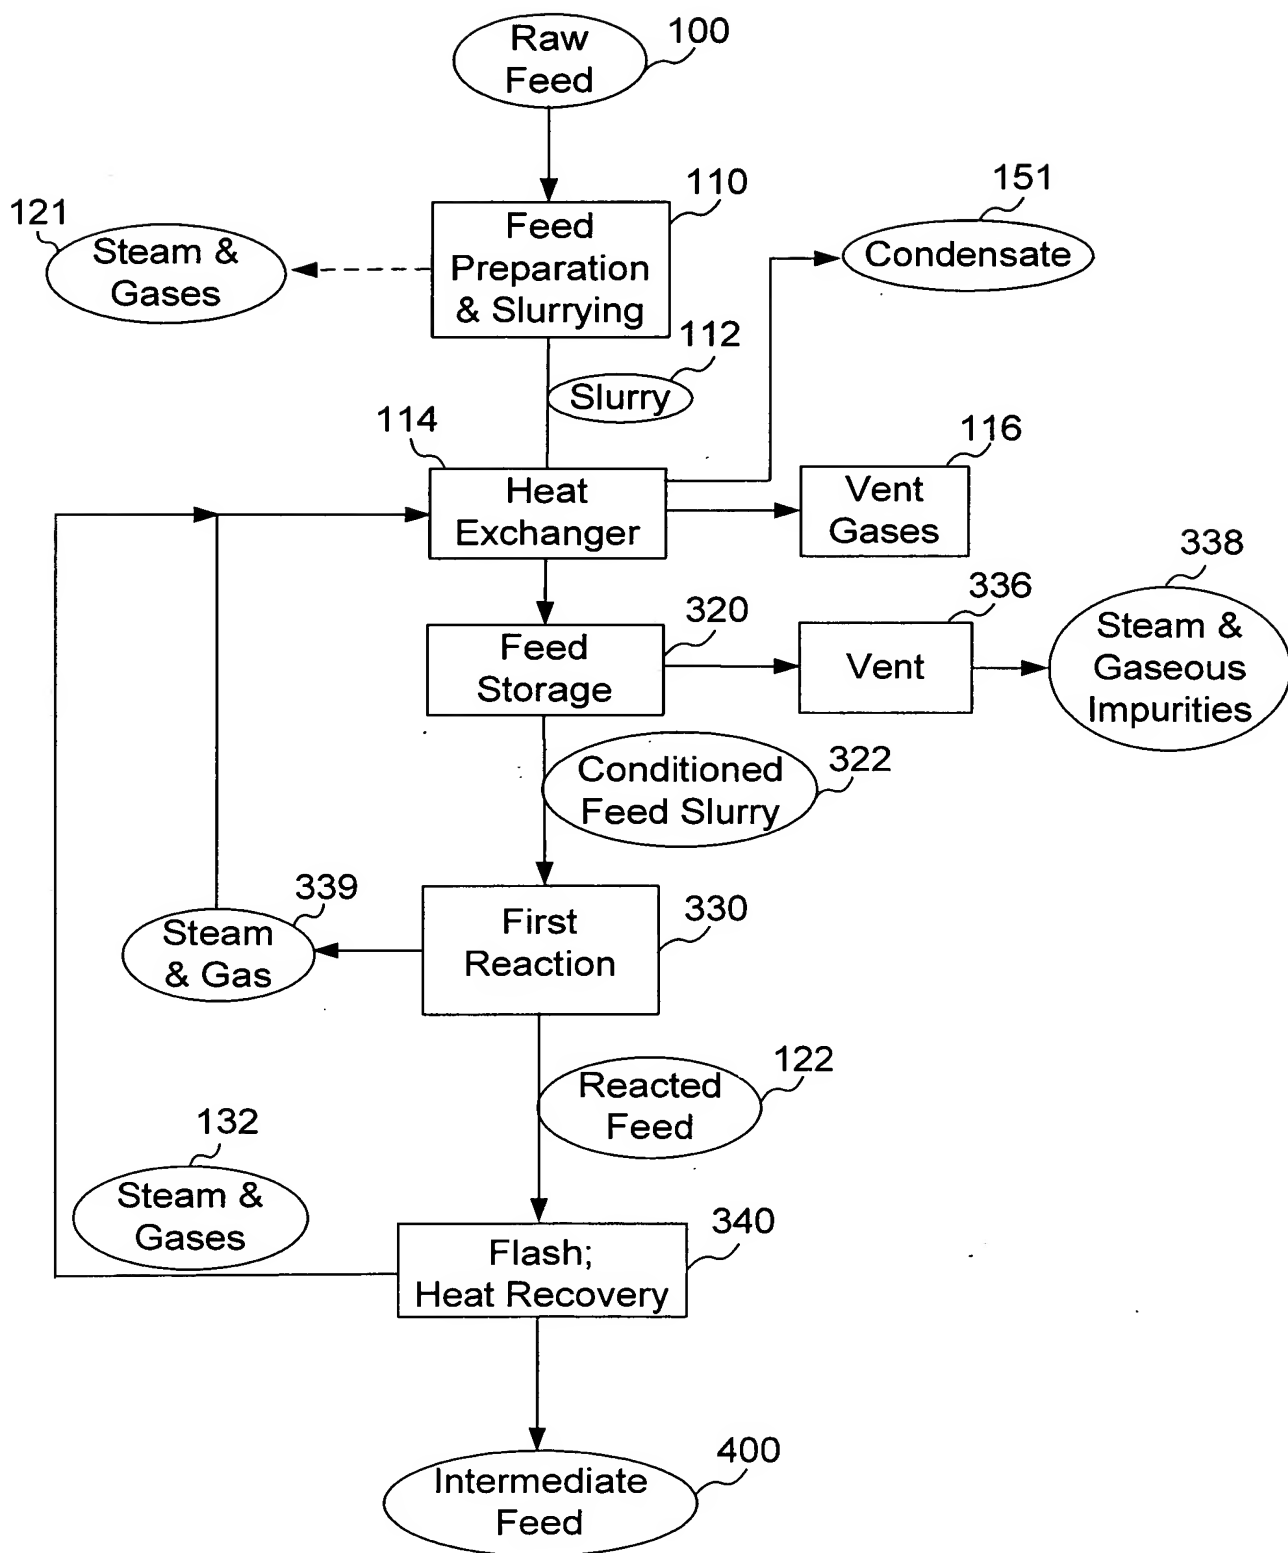 Raw
Feed
100
110
151
121
Feed
Preparation
& Slurrying
Steam &
Gases
Condensate
112
Slurry
114
116
Heat
Exchanger
Vent
Gases
338
336
320
Feed
Storage
Vent
Steam &
Gaseous
Impurities
Conditioned
Feed Slurry
322
339
Steam
& Gas
First
Reaction
330
122
Reacted
Feed
132
Steam &
Gases
340
Flash;
Heat Recovery
400
Intermediate
Feed